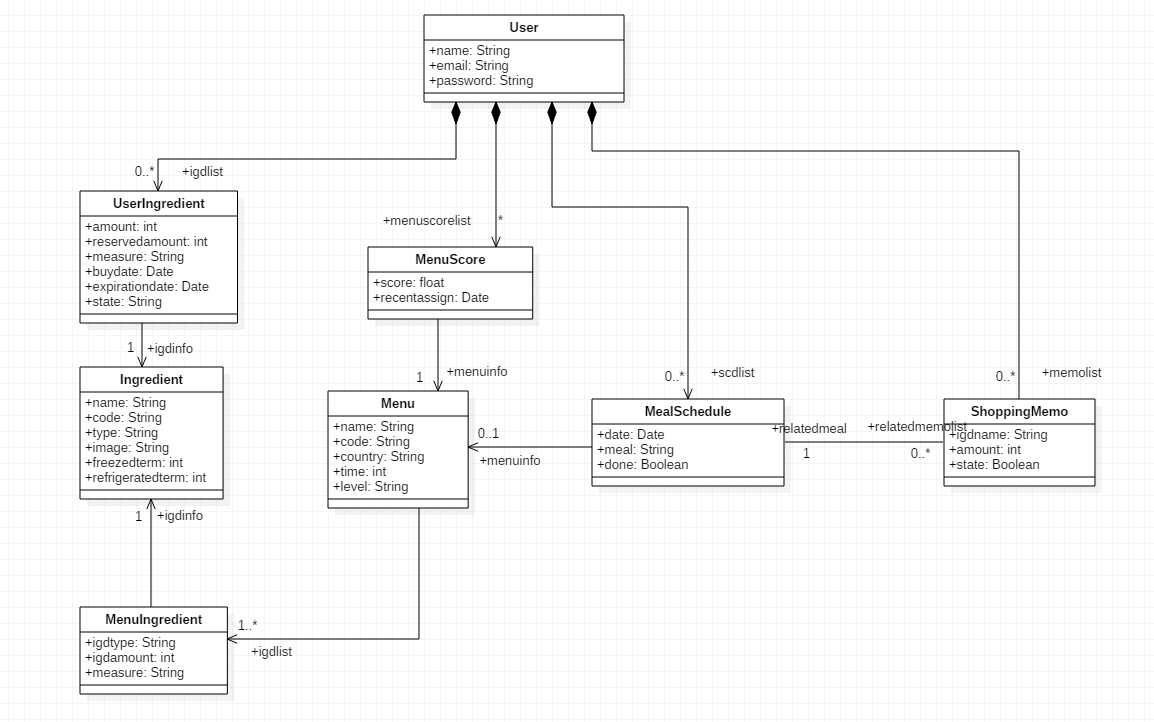 User
+name: String
+email: String
+password: String
0..*
+igdlist
UserIngredient
+amount: int
+reservedamount: int
+measure: String
+buydate: Date
+expirationdate: Date
+state: String
+menuscorelist
*
MenuScore
+score: float
+recentassign: Date
1
+igdinfo
Ingredient
+name: String
+code: String
+type: String
+image: String
+freezedterm: int
+refrigeratedterm: int
1
+menuinfo
Menu
+name: String
+code: String
+country: String
+time: int
+level: String
0..*
+scdlist
MealSchedule
+date: Date
+meal: String
+done: Boolean
0..1
+menuinfo
0..*
+memolist
ShoppingMemo
+igdname: String
+amount: int
+state: Boolean
+relatedmeal
1
+relatedmemolist
0..*
1
+igdinfo
MenuIngredient
+igdtype: String
+igdamount: int
+measure: String
1..*
+igdlist